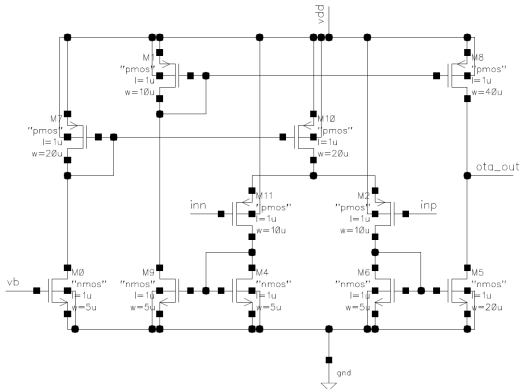 vdd
M1
"pmos"
l=1u
w=10u
M8
"pmos"
l=1u
w=40u
M7
"pmos"
l=1u
w=20u
M10
"pmos"
l=1u
w=20u
ota_out
inn
M11
"pmos"
l=1u
w=10u
M2
"pmos"
l=1u
w=10u
inp
vb
M0
"nmos"
l=1u
w=5u
M9
"nmos"
l=1u
w=5u
M4
"nmos"
l=1u
w=5u
M6
"nmos"
l=1u
w=5u
M5
"nmos"
l=1u
w=20u
gnd